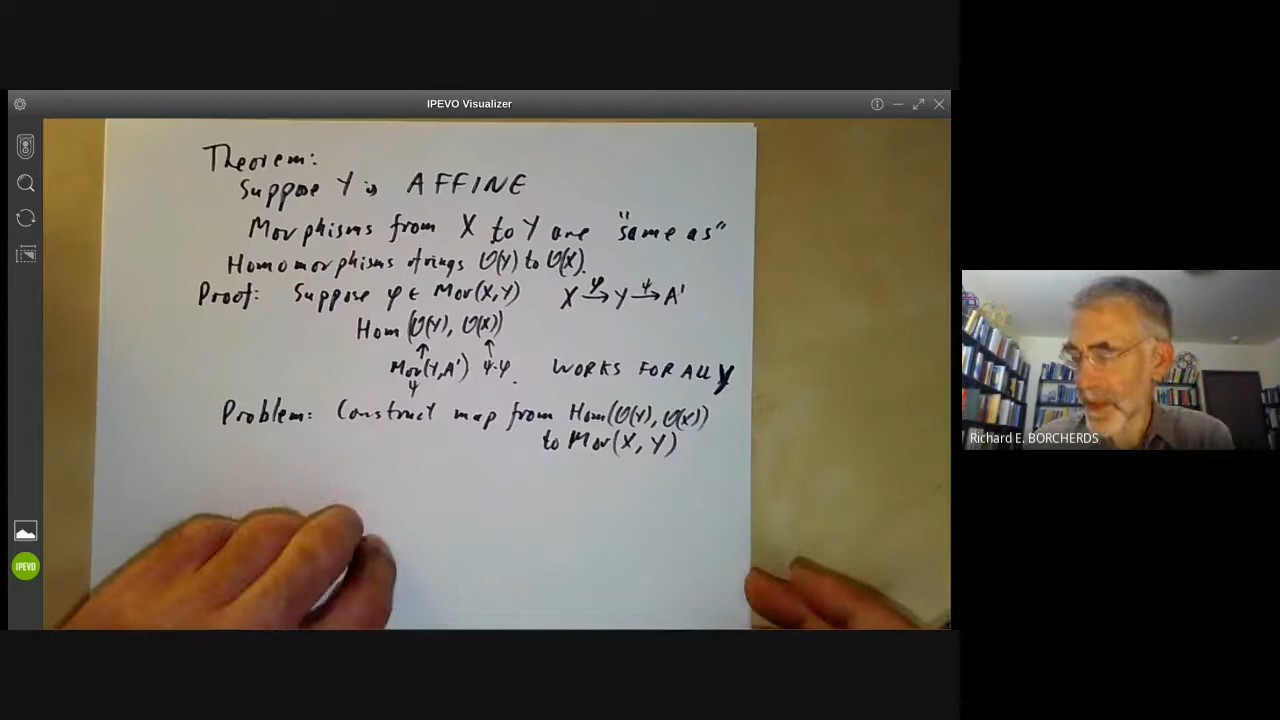 IPEVO Visualizer
Theorem:
Suppose Y is AFFINE
Morphisms from X to Y are "same as"
Homomorphisms of rings O(Y) to O(X).
Proof: Suppose φ ∈ Mor(X,Y) X →φ Y →ψ A¹
Hom (O(Y), O(X))
↑ ↑
Mor(Y,A¹) ψ·φ. WORKS FOR ALL Y
ψ
Problem: Construct map from Hom(O(Y), O(X))
to Mor(X, Y)
IPEVO
Richard E. BORCHERDS